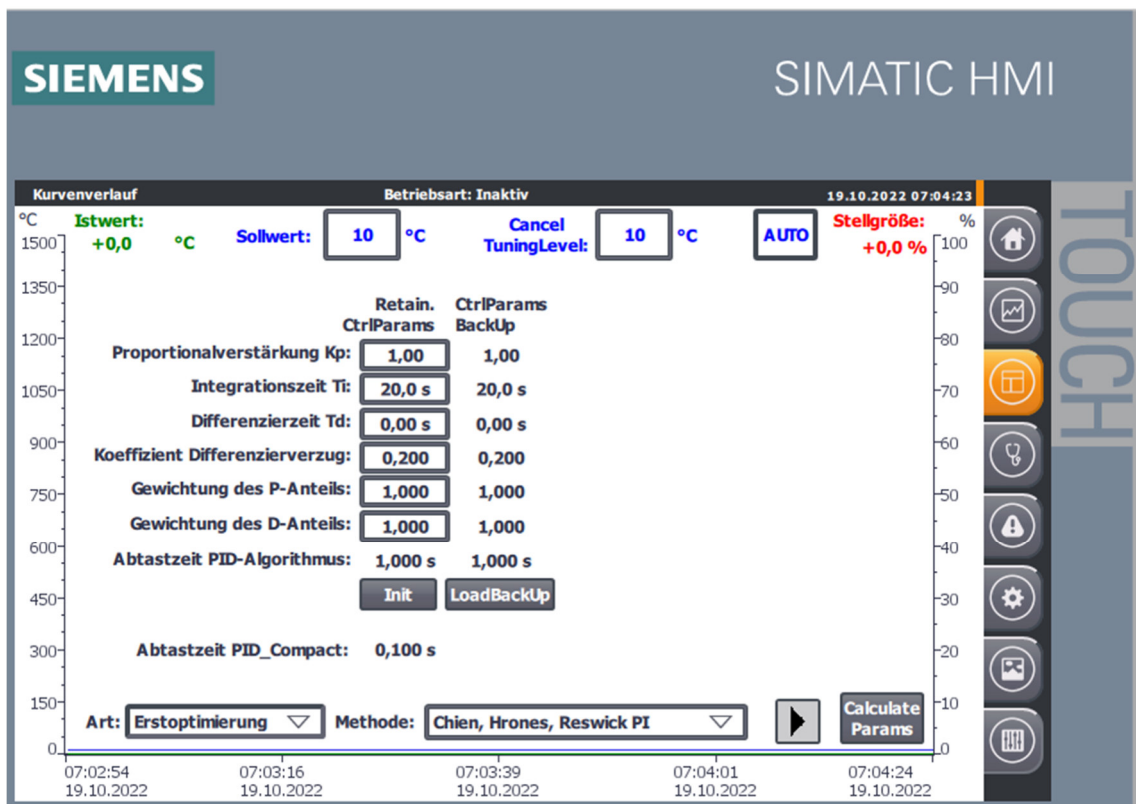 SIEMENS
SIMATIC HMI
TOUCH
Kurvenverlauf Betriebsart: Inaktiv 19.10.2022 07:04:23
°C Istwert: Cancel Stellgröße: %
+0,0 °C Sollwert: 10 °C TuningLevel: 10 °C AUTO +0,0 %
1500 100
1350 90
Retain. CtrlParams
CtrlParams BackUp
1200 80
Proportionalverstärkung Kp: 1,00 1,00
1050 Integrationszeit Ti: 20,0 s 20,0 s 70
Differenzierzeit Td: 0,00 s 0,00 s
900 60
Koeffizient Differenzierverzug: 0,200 0,200
750 Gewichtung des P-Anteils: 1,000 1,000 50
Gewichtung des D-Anteils: 1,000 1,000
600 40
Abtastzeit PID-Algorithmus: 1,000 s 1,000 s
450 Init LoadBackUp 30
300 Abtastzeit PID_Compact: 0,100 s 20
150 10
Art: Erstoptimierung Methode: Chien, Hrones, Reswick PI Calculate
Params
0 0
07:02:54 07:03:16 07:03:39 07:04:01 07:04:24
19.10.2022 19.10.2022 19.10.2022 19.10.2022 19.10.2022